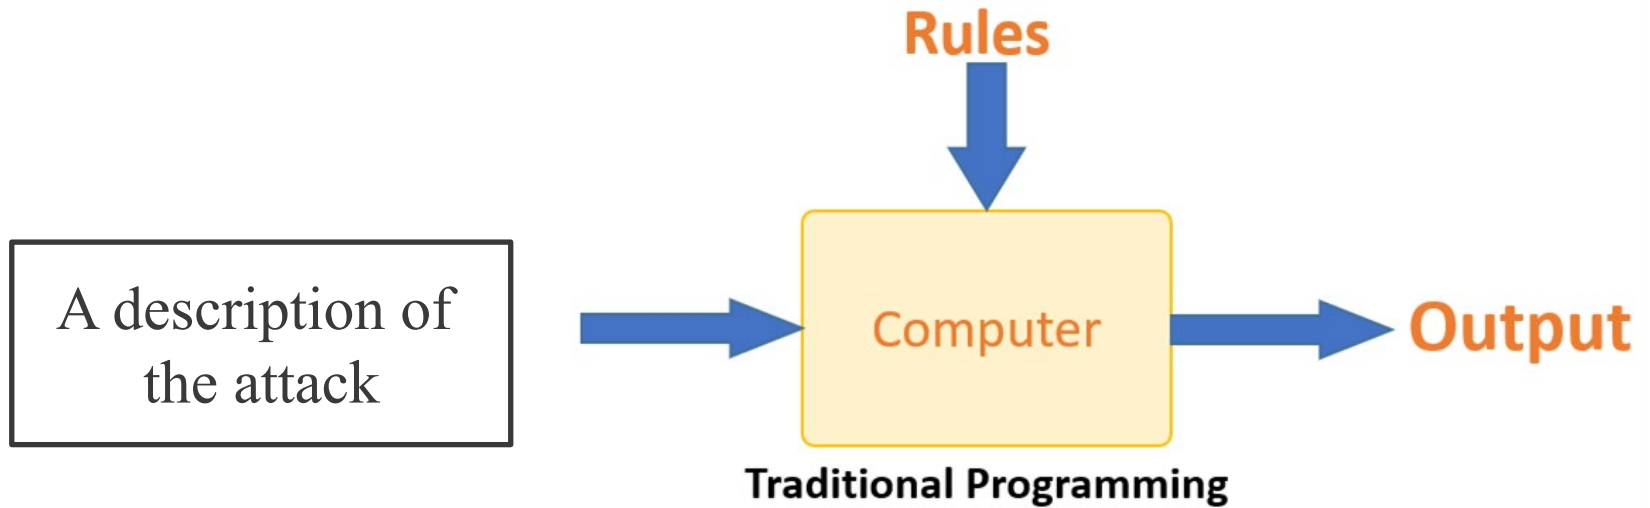 Rules
A description of
the attack
Computer
Output
Traditional Programming